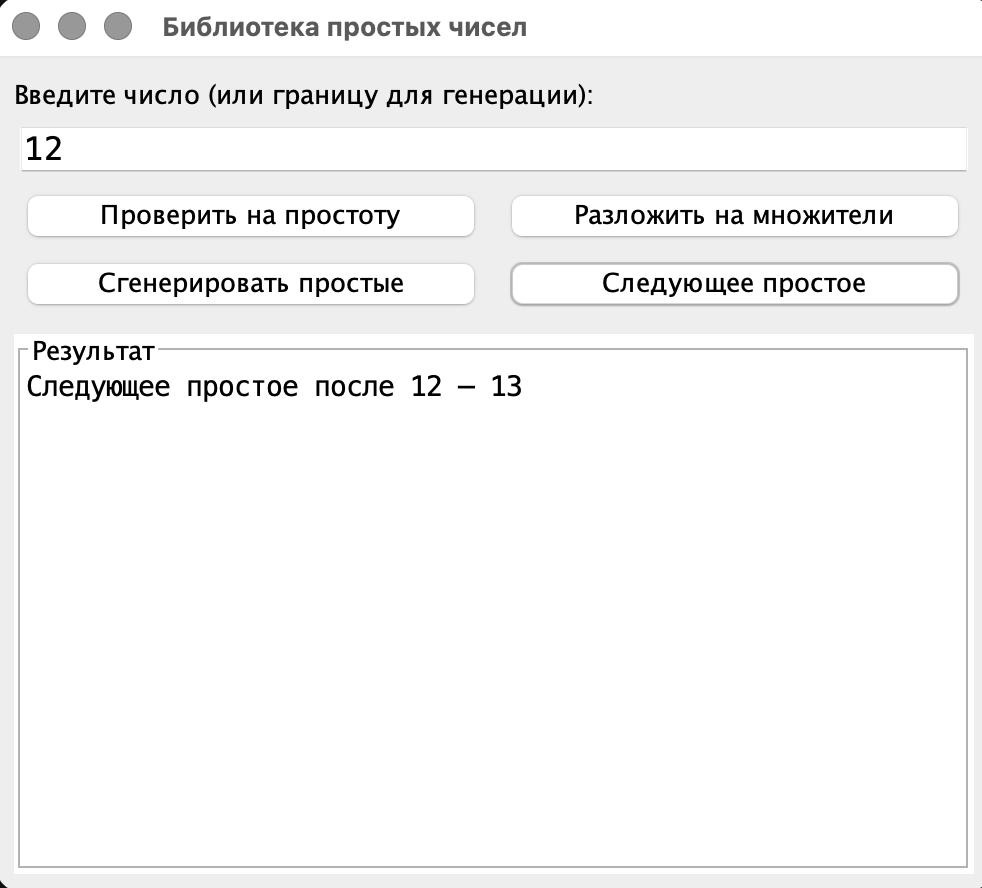 Библиотека простых чисел
Введите число (или границу для генерации):
12
Проверить на простоту
Разложить на множители
Сгенерировать простые
Следующее простое
Результат
Следующее простое после 12 — 13